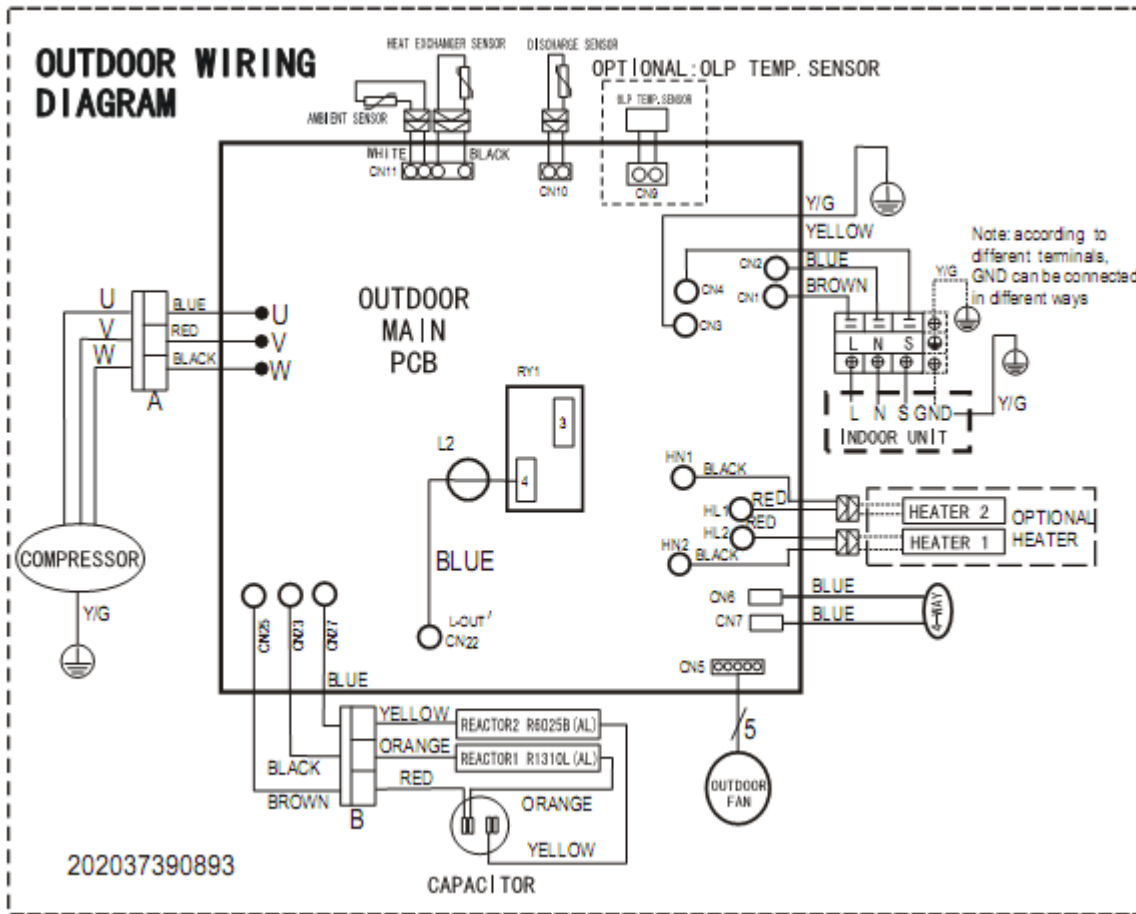 OUTDOOR WIRING
DIAGRAM
HEAT EXCHANGER SENSOR
DISCHARGE SENSOR
OPTIONAL:OLP TEMP. SENSOR
OLP TEMP.SENSOR
AMBIENT SENSOR
WHITE
BLACK
CN11
CN10
CN9
Y/G
YELLOW
BLUE
BROWN
CN2
CN4
CN1
CN3
Note: according to
different terminals,
GND can be connected
in different ways
Y/G
L N S
L N S GND
Y/G
INDOOR UNIT
OUTDOOR
MAIN
PCB
U
V
W
BLUE
RED
BLACK
U
V
W
A
RY1
3
4
L2
BLUE
L-OUT'
CN22
HN1
BLACK
RED
HL1
RED
HL2
HN2
BLACK
HEATER 2
HEATER 1
OPTIONAL
HEATER
CN6
BLUE
CN7
BLUE
4-WAY
CN5
5
OUTDOOR
FAN
COMPRESSOR
Y/G
CN25
CN23
CN27
BLUE
BLACK
BROWN
YELLOW
ORANGE
RED
B
REACTOR2 R6025B(AL)
REACTOR1 R1310L(AL)
ORANGE
YELLOW
CAPACITOR
202037390893